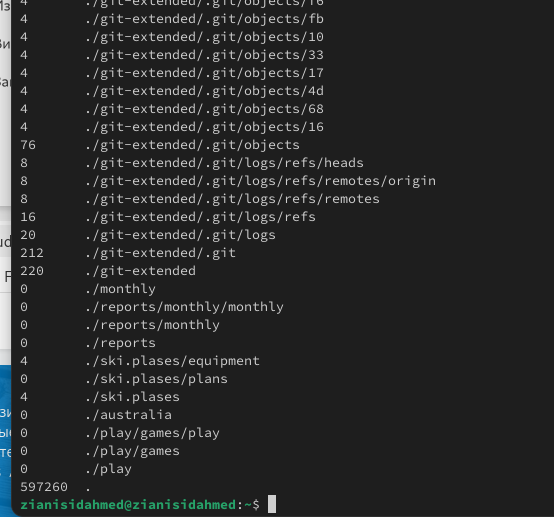 4       ./git-extended/.git/objects/f6
4       ./git-extended/.git/objects/fb
4       ./git-extended/.git/objects/10
4       ./git-extended/.git/objects/33
4       ./git-extended/.git/objects/17
4       ./git-extended/.git/objects/4d
4       ./git-extended/.git/objects/68
4       ./git-extended/.git/objects/16
76      ./git-extended/.git/objects
8       ./git-extended/.git/logs/refs/heads
8       ./git-extended/.git/logs/refs/remotes/origin
8       ./git-extended/.git/logs/refs/remotes
16      ./git-extended/.git/logs/refs
20      ./git-extended/.git/logs
212     ./git-extended/.git
220     ./git-extended
0       ./monthly
0       ./reports/monthly/monthly
0       ./reports/monthly
0       ./reports
4       ./ski.plases/equipment
0       ./ski.plases/plans
4       ./ski.plases
0       ./australia
0       ./play/games/play
0       ./play/games
0       ./play
597260  .
zianisidahmed@zianisidahmed:~$